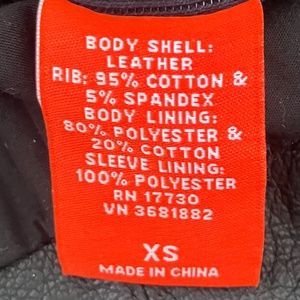 BODY SHELL:
LEATHER
RIB: 95% COTTON &
5% SPANDEX
BODY LINING:
80% POLYESTER &
20% COTTON
SLEEVE LINING:
100% POLYESTER
RN 17730
VN 3681882
XS
MADE IN CHINA